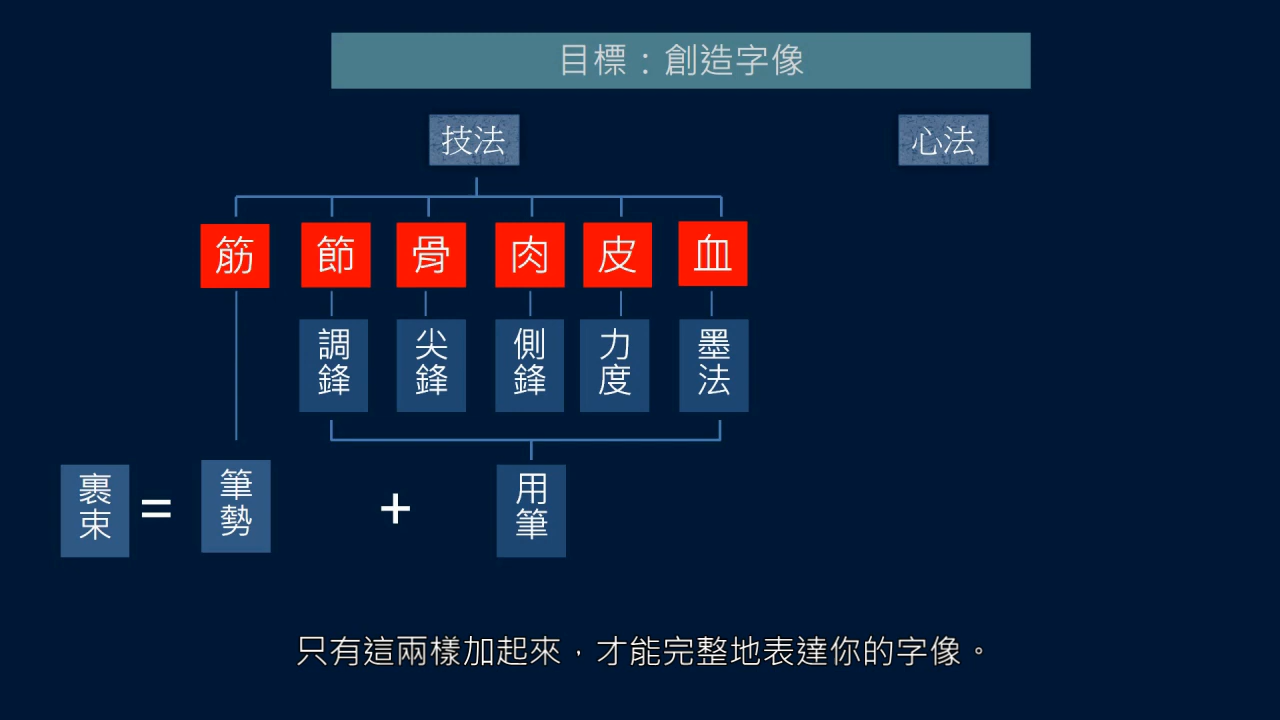 目標：創造字像
技法
心法
筋
節
骨
肉
皮
血
調鋒
尖鋒
側鋒
力度
墨法
裹束
=
筆勢
+
用筆
只有這兩樣加起來，才能完整地表達你的字像。